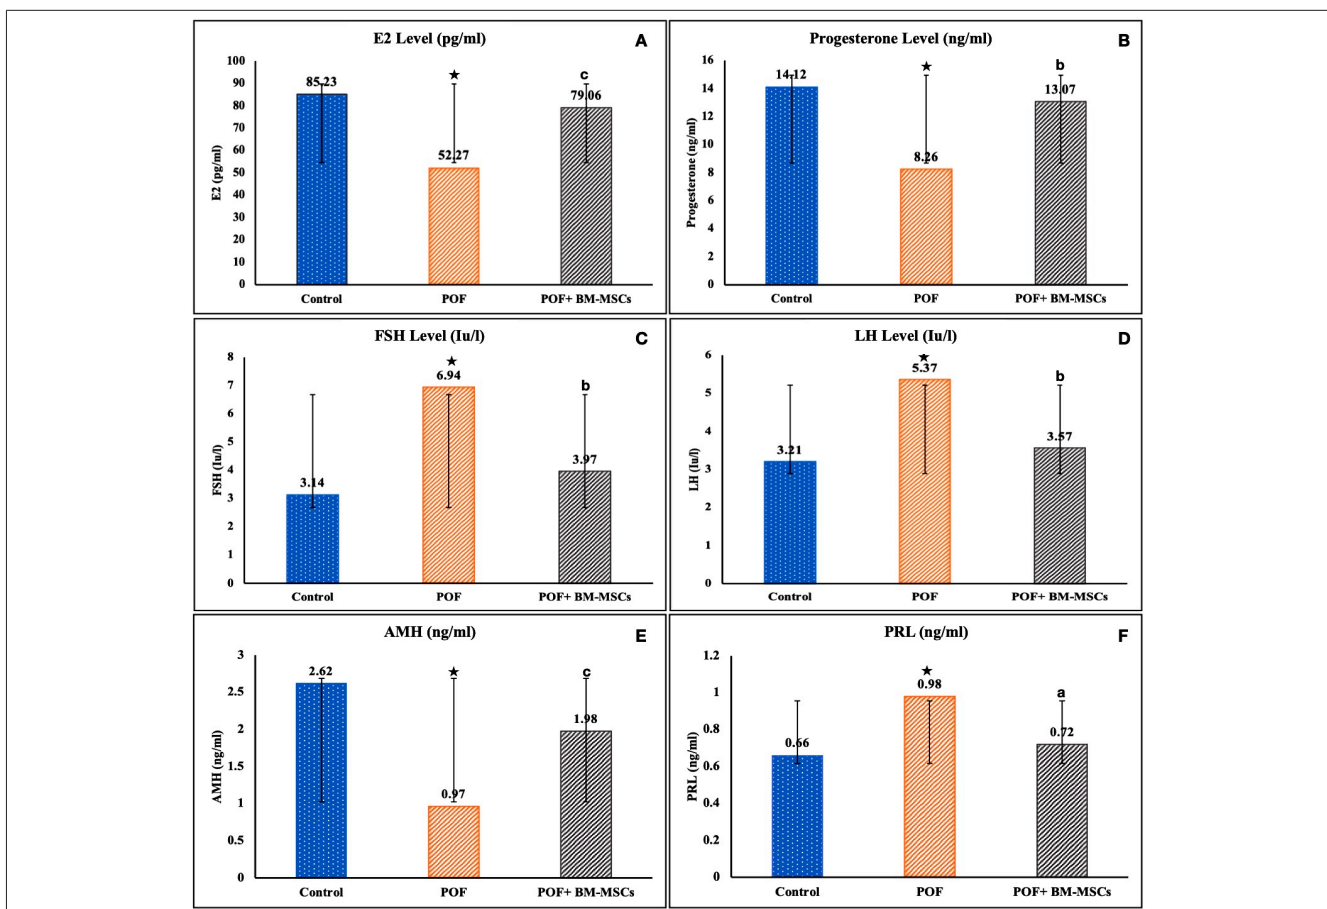 E2 Level (pg/ml)
A
E2 (pg/ml)
100
90
80
70
60
50
40
30
20
10
0
85.23
★
52.27
c
79.06
Control
POF
POF+ BM-MSCs
Progesterone Level (ng/ml)
B
Progesterone (ng/ml)
16
14
12
10
8
6
4
2
0
14.12
★
8.26
b
13.07
Control
POF
POF+ BM-MSCs
FSH Level (Iu/l)
C
FSH (Iu/l)
8
7
6
5
4
3
2
1
0
3.14
★
6.94
b
3.97
Control
POF
POF+ BM-MSCs
LH Level (Iu/l)
D
LH (Iu/l)
6
5
4
3
2
1
0
3.21
★
5.37
b
3.57
Control
POF
POF+ BM-MSCs
AMH (ng/ml)
E
AMH (ng/ml)
3
2.5
2
1.5
1
0.5
0
2.62
★
0.97
c
1.98
Control
POF
POF+ BM-MSCs
PRL (ng/ml)
F
PRL (ng/ml)
1.2
1
0.8
0.6
0.4
0.2
0
0.66
★
0.98
a
0.72
Control
POF
POF+ BM-MSCs